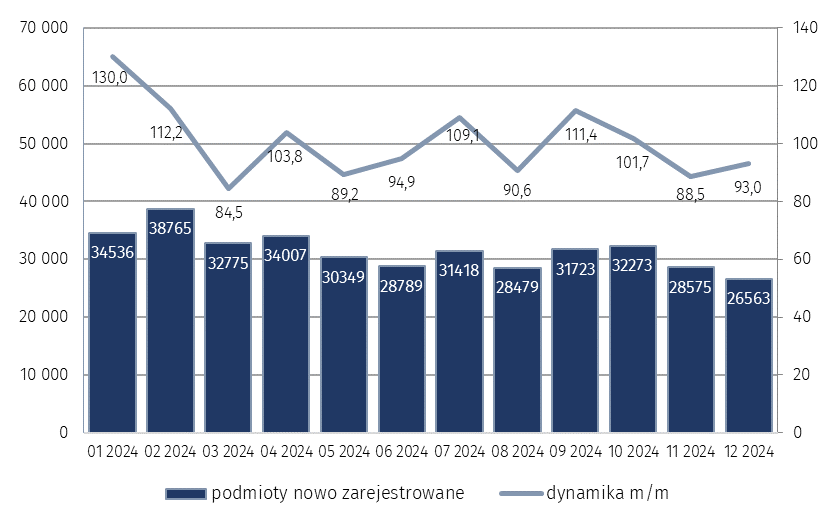 70 000 140
130,0
60 000 120
112,2 109,1 111,4
50 000 103,8 101,7 100
89,2 94,9 90,6 88,5 93,0
40 000 84,5 80
34536 38765 32775 34007 30349 28789 31418 28479 31723 32273 28575 26563
30 000 60
20 000 40
10 000 20
0 0
01 2024 02 2024 03 2024 04 2024 05 2024 06 2024 07 2024 08 2024 09 2024 10 2024 11 2024 12 2024
podmioty nowo zarejestrowane dynamika m/m